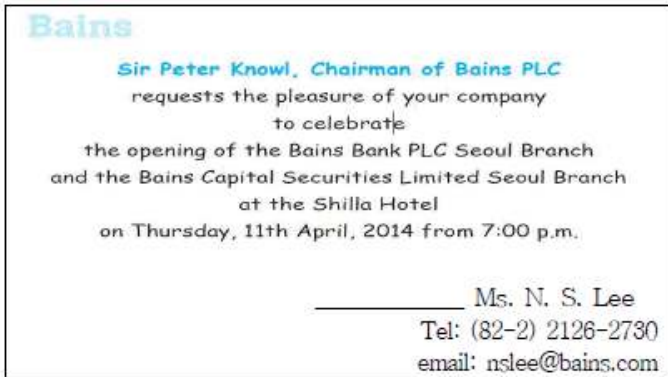 Bains
Sir Peter Knowl, Chairman of Bains PLC
requests the pleasure of your company
to celebrate
the opening of the Bains Bank PLC Seoul Branch
and the Bains Capital Securities Limited Seoul Branch
at the Shilla Hotel
on Thursday, 11th April, 2014 from 7:00 p.m.
__________ Ms. N. S. Lee
Tel: (82-2) 2126-2730
email: nslee@bains.com